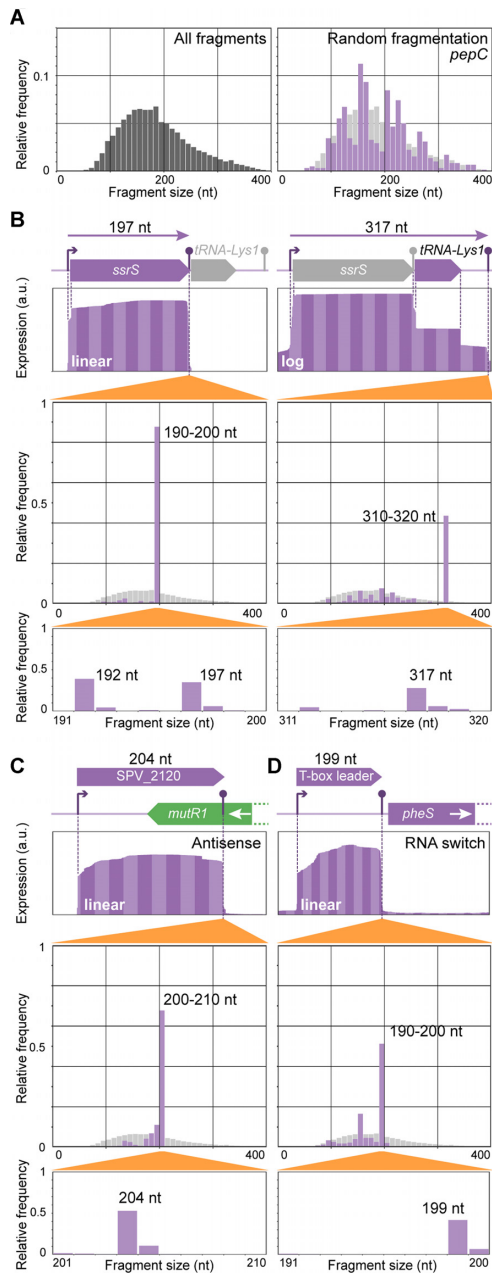 A
All fragments
Random fragmentation
pepC
Relative frequency
0.1
0
0
200
400
0
200
400
Fragment size (nt)
Fragment size (nt)
B
197 nt
317 nt
tRNA-Lys1
tRNA-Lys1
ssrS
ssrS
Expression (a.u.)
linear
log
Relative frequency
1
0.5
0
190-200 nt
310-320 nt
0
400
0
400
Relative frequency
1
0.5
0
192 nt
197 nt
317 nt
191
Fragment size (nt)
200
311
Fragment size (nt)
320
C
204 nt
D
199 nt
SPV_2120
T-box leader
mutR1
pheS
Expression (a.u.)
Antisense
RNA switch
linear
linear
Relative frequency
1
0.5
0
200-210 nt
190-200 nt
0
400
0
400
Relative frequency
1
0.5
0
204 nt
199 nt
201
Fragment size (nt)
210
191
Fragment size (nt)
200